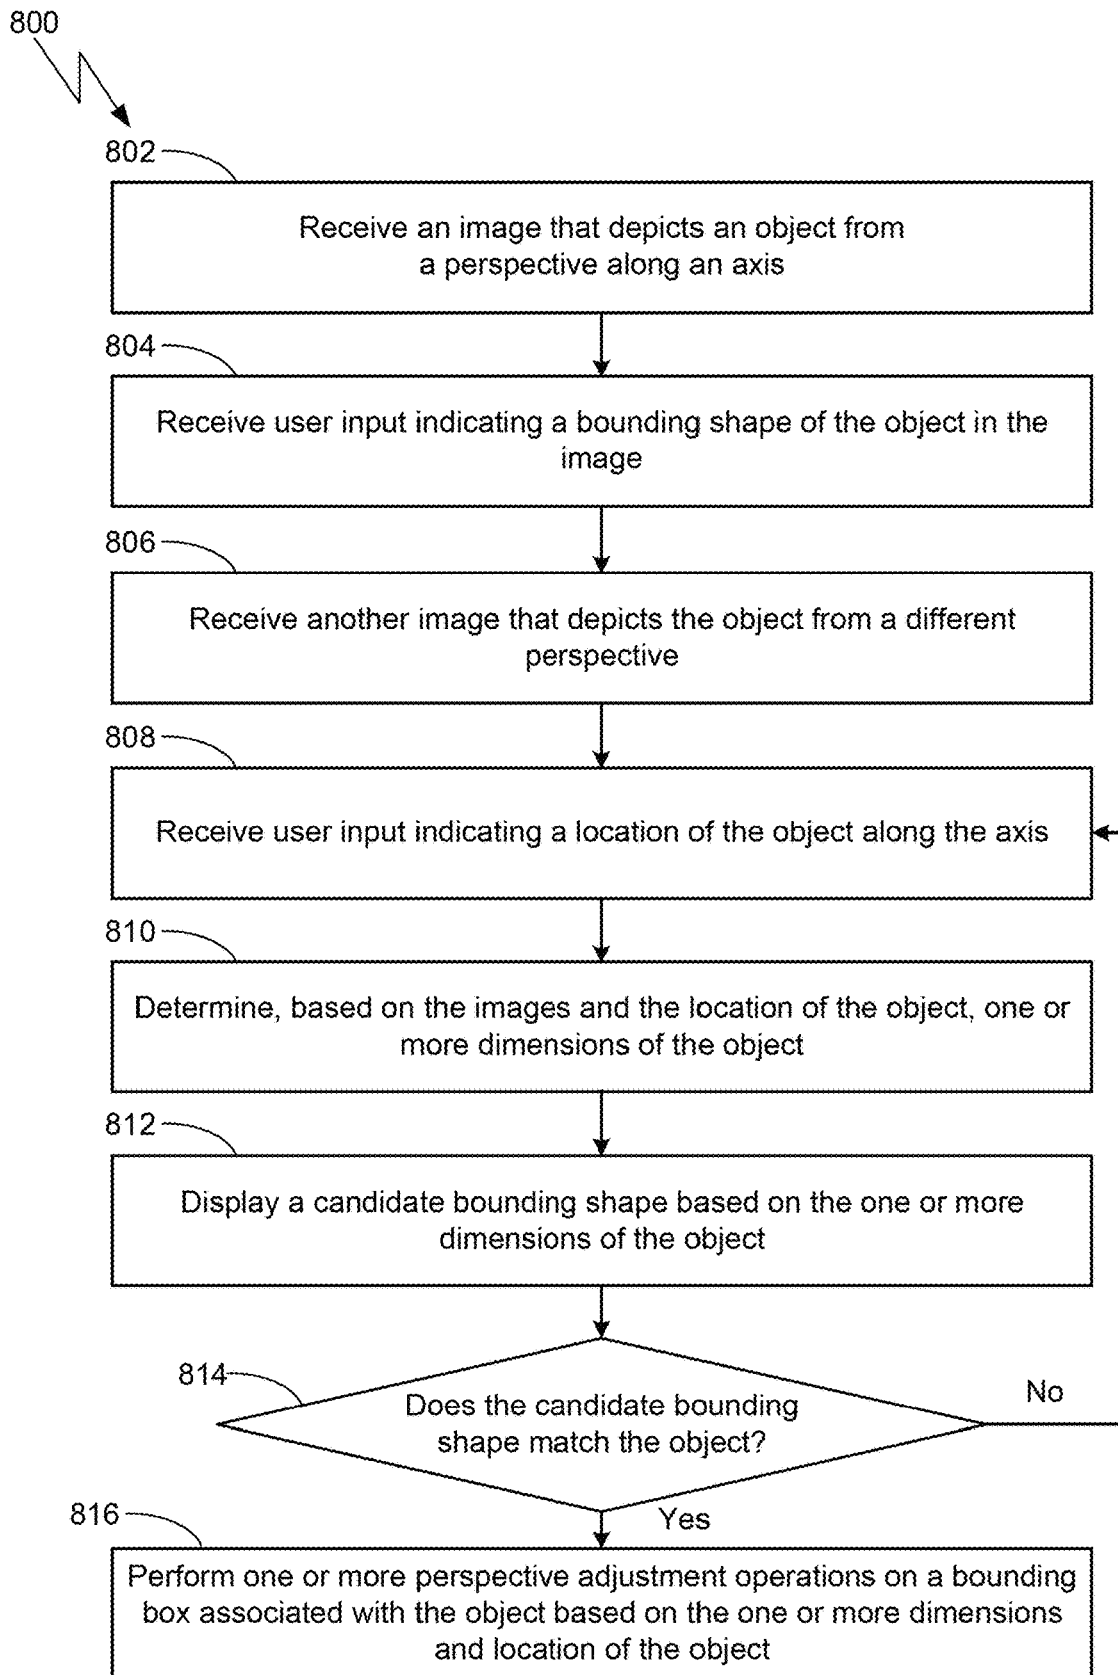 800
802
Receive an image that depicts an object from
a perspective along an axis
804
Receive user input indicating a bounding shape of the object in the
image
806
Receive another image that depicts the object from a different
perspective
808
Receive user input indicating a location of the object along the axis
810
Determine, based on the images and the location of the object, one or
more dimensions of the object
812
Display a candidate bounding shape based on the one or more
dimensions of the object
814
Does the candidate bounding
shape match the object?
No
Yes
816
Perform one or more perspective adjustment operations on a bounding
box associated with the object based on the one or more dimensions
and location of the object